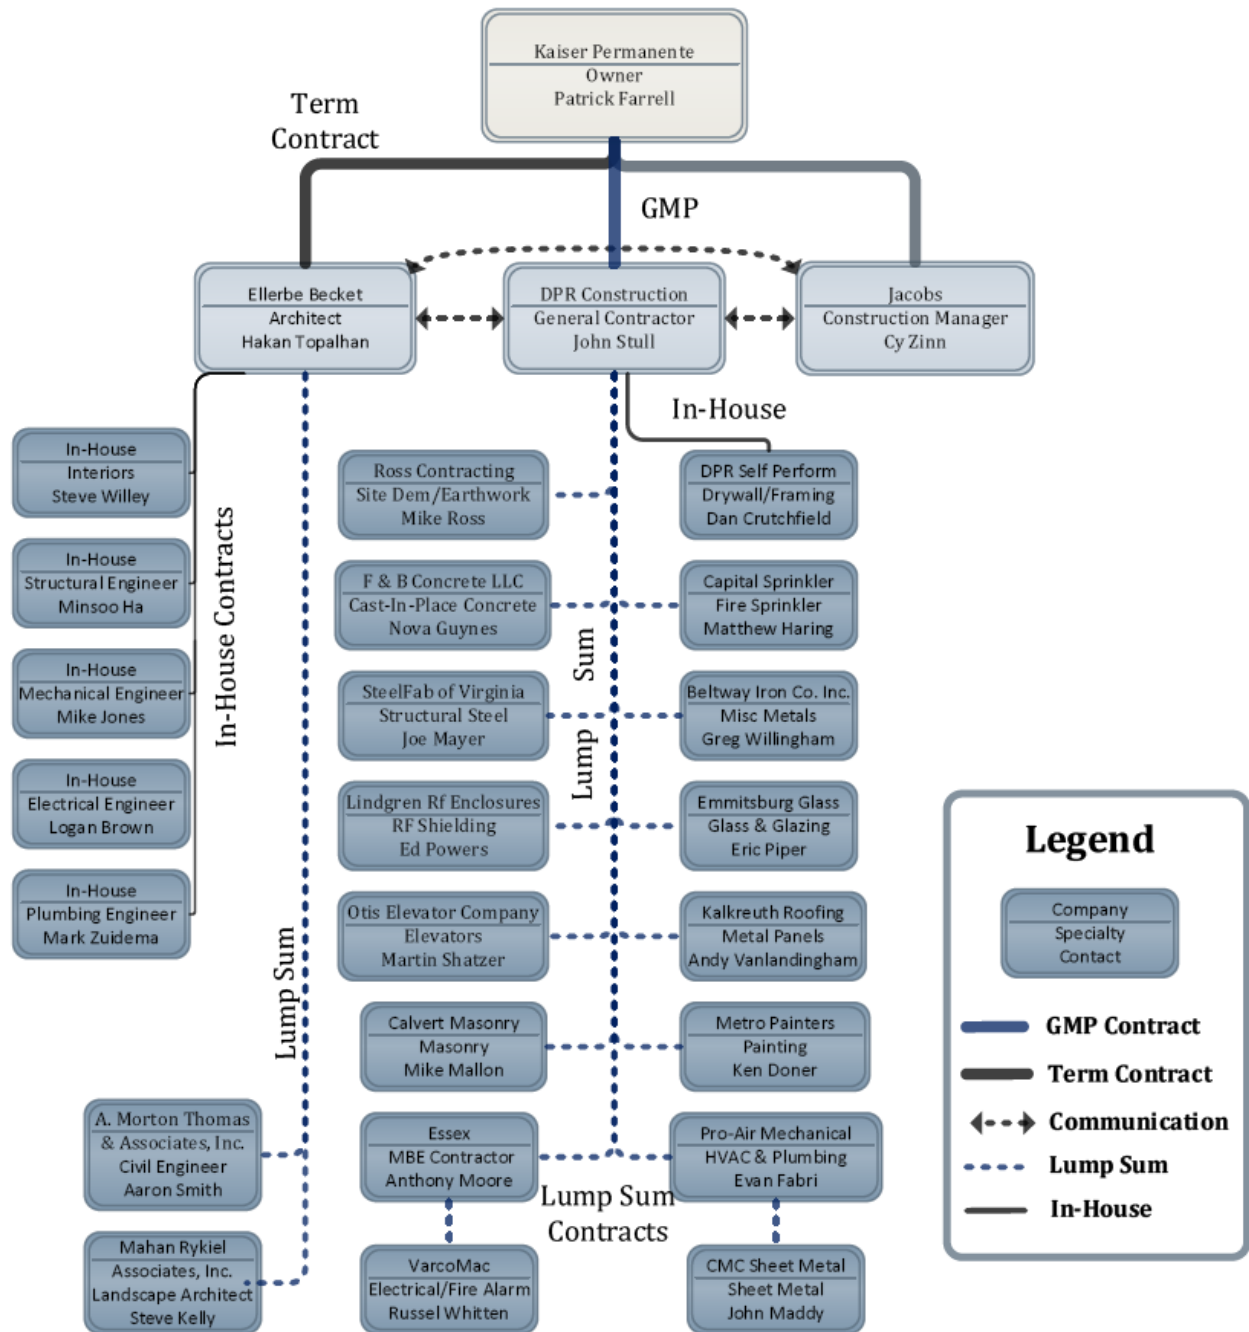 Kaiser Permanente
Owner
Patrick Farrell
Term
Contract
GMP
Ellerbe Becket
Architect
Hakan Topalhan
DPR Construction
General Contractor
John Stull
Jacobs
Construction Manager
Cy Zinn
In-House
In-House
Interiors
Steve Willey
In-House
Structural Engineer
Minsoo Ha
In-House
Mechanical Engineer
Mike Jones
In-House
Electrical Engineer
Logan Brown
In-House
Plumbing Engineer
Mark Zuidema
In-House Contracts
Lump Sum
A. Morton Thomas
& Associates, Inc.
Civil Engineer
Aaron Smith
Mahan Rykiel
Associates, Inc.
Landscape Architect
Steve Kelly
Ross Contracting
Site Dem/Earthwork
Mike Ross
F & B Concrete LLC
Cast-In-Place Concrete
Nova Guynes
SteelFab of Virginia
Structural Steel
Joe Mayer
Lindgren Rf Enclosures
RF Shielding
Ed Powers
Otis Elevator Company
Elevators
Martin Shatzer
Calvert Masonry
Masonry
Mike Mallon
Essex
MBE Contractor
Anthony Moore
VarcoMac
Electrical/Fire Alarm
Russel Whitten
Lump Sum
DPR Self Perform
Drywall/Framing
Dan Crutchfield
Capital Sprinkler
Fire Sprinkler
Matthew Haring
Beltway Iron Co. Inc.
Misc Metals
Greg Willingham
Emmitsburg Glass
Glass & Glazing
Eric Piper
Kalkreuth Roofing
Metal Panels
Andy Vanlandingham
Metro Painters
Painting
Ken Doner
Pro-Air Mechanical
HVAC & Plumbing
Evan Fabri
Lump Sum
Contracts
CMC Sheet Metal
Sheet Metal
John Maddy
Legend
Company
Specialty
Contact
GMP Contract
Term Contract
Communication
Lump Sum
In-House